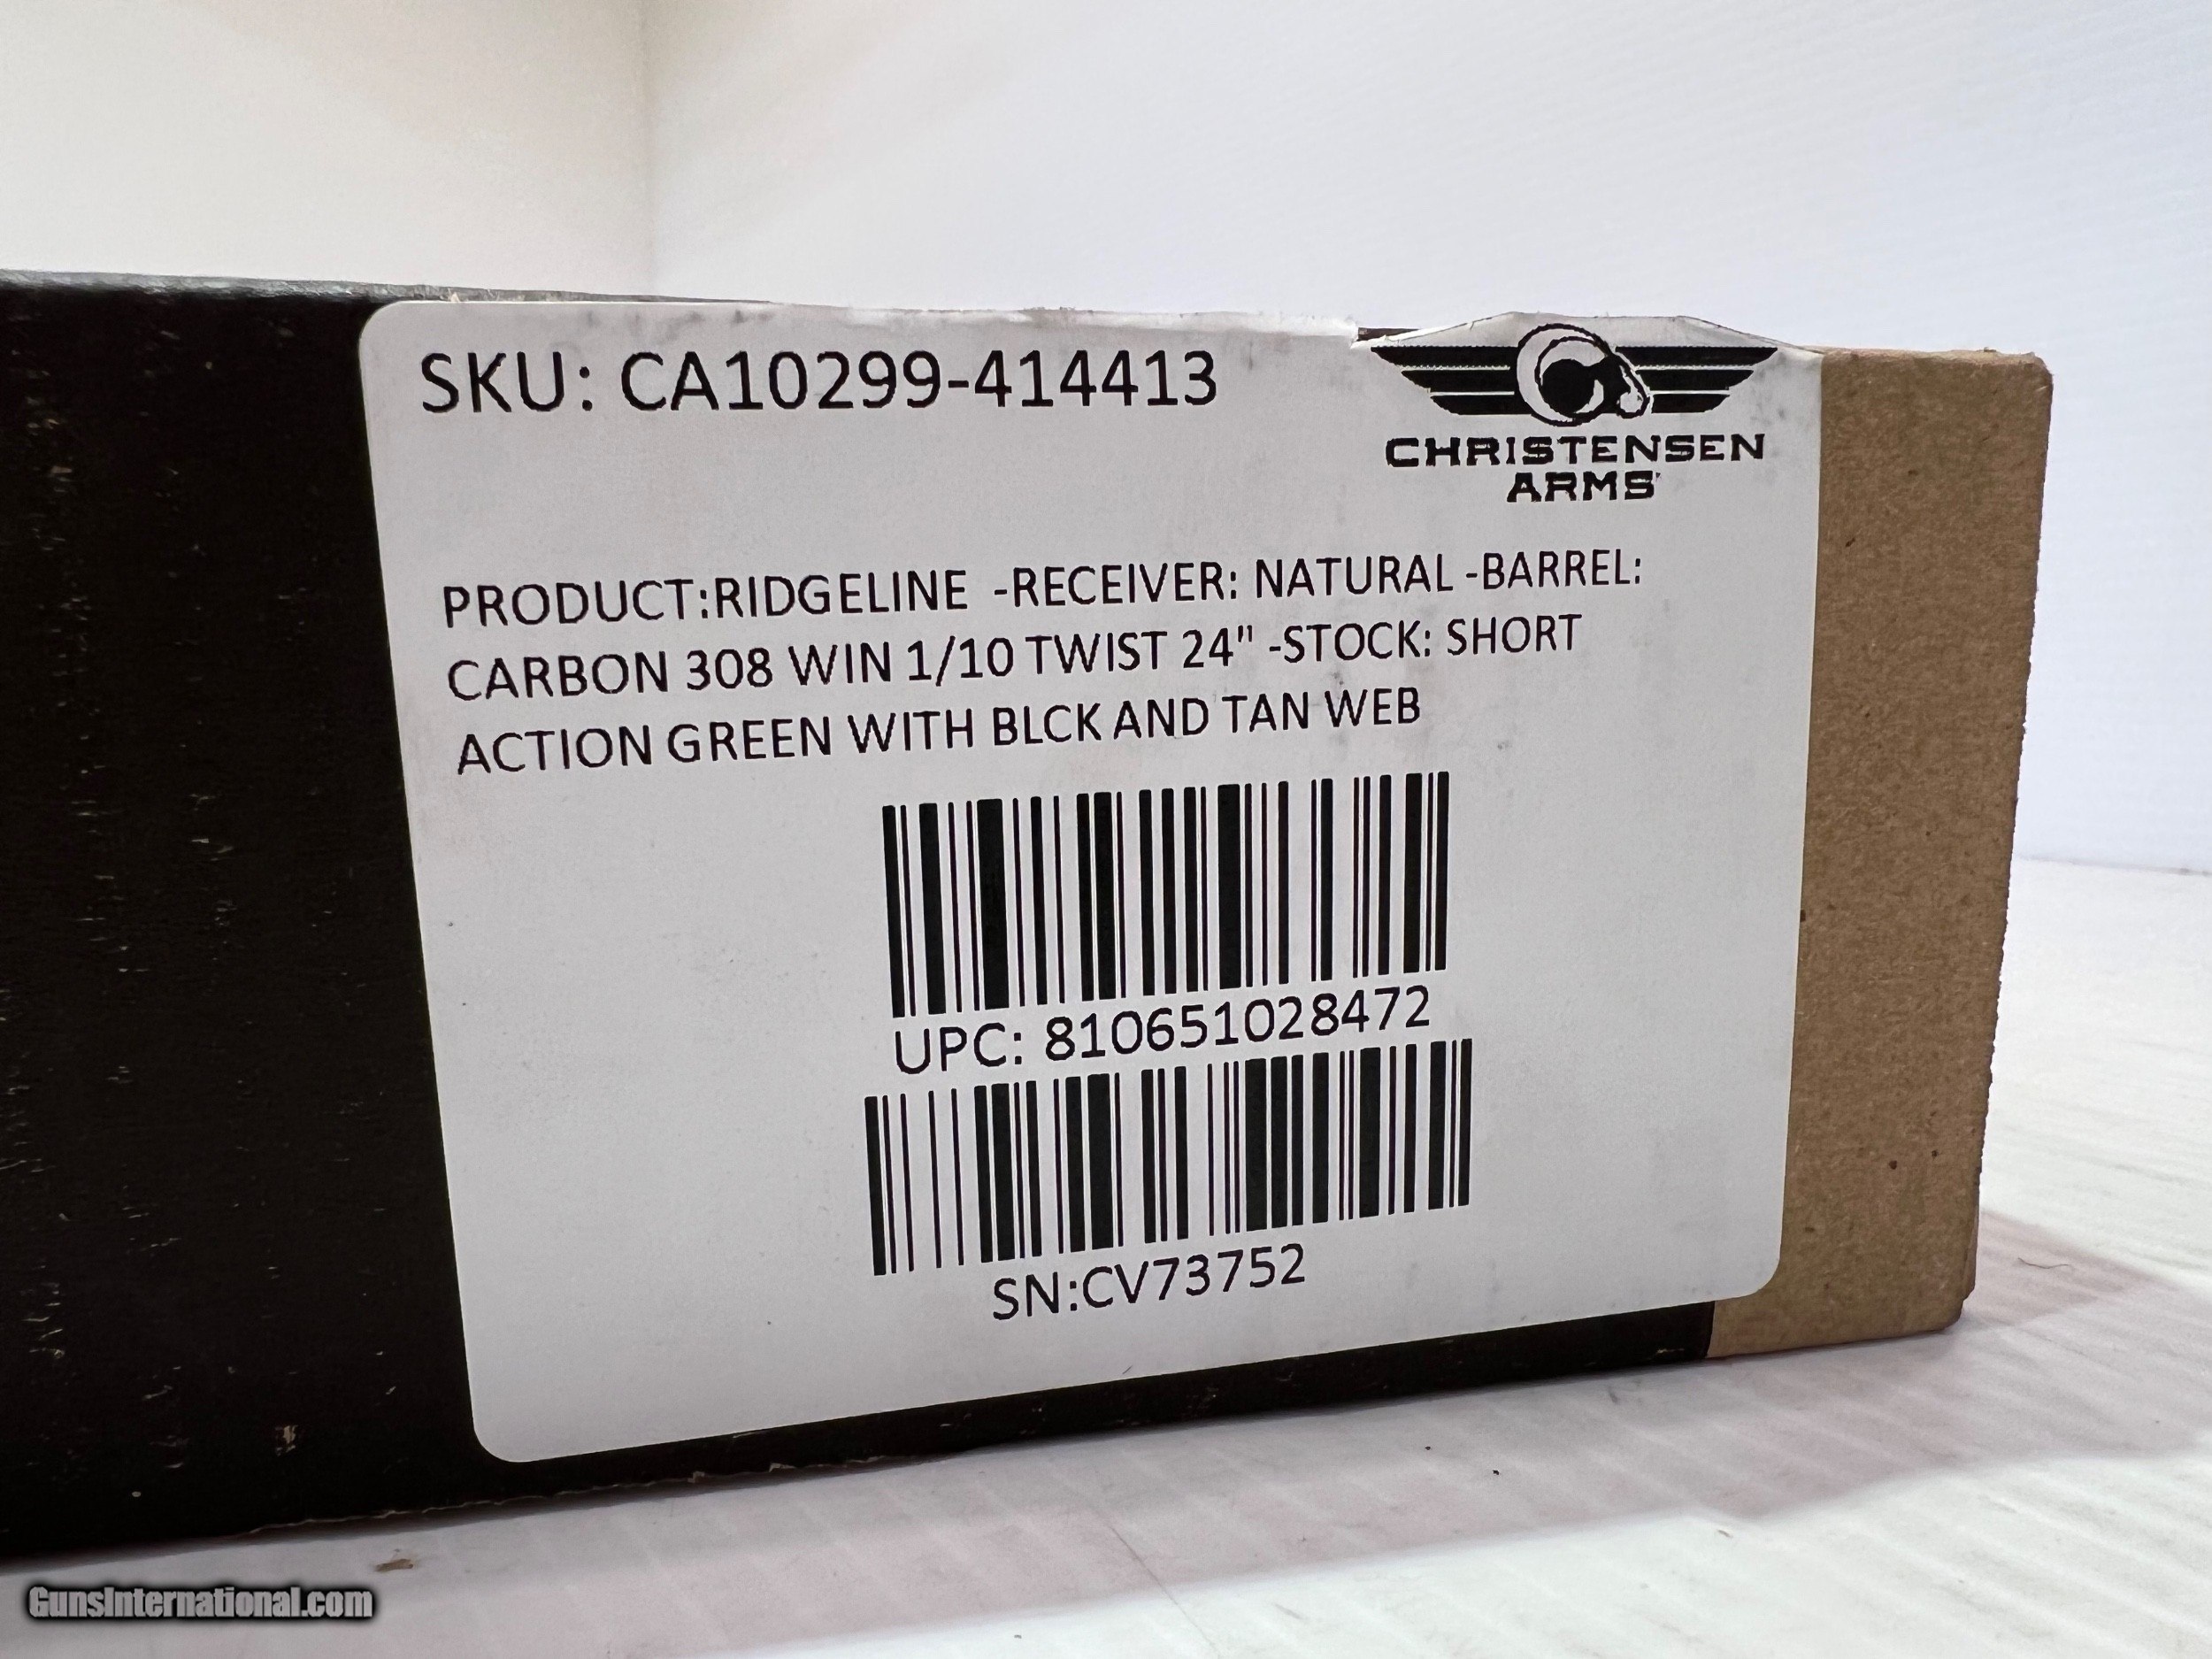 SKU: CA10299-414413
CHRISTENSEN
ARMS
PRODUCT:RIDGELINE -RECEIVER: NATURAL -BARREL:
CARBON 308 WIN 1/10 TWIST 24" -STOCK: SHORT
ACTION GREEN WITH BLCK AND TAN WEB
UPC: 810651028472
SN:CV73752
GunsInternational.com